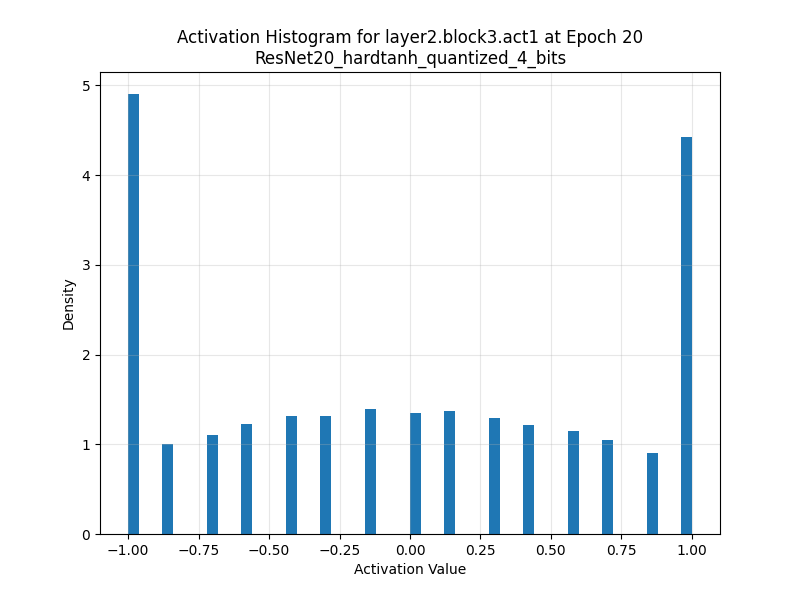 Activation Histogram for layer2.block3.act1 at Epoch 20
ResNet20_hardtanh_quantized_4_bits
Density
5
4
3
2
1
0
−1.00 −0.75 −0.50 −0.25 0.00 0.25 0.50 0.75 1.00
Activation Value